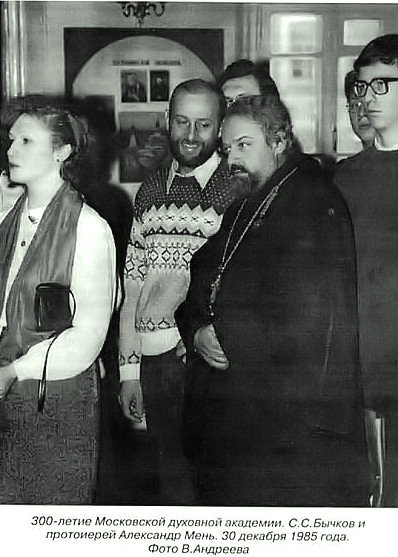 300-летие Московской духовной академии. С.С.Бычков и
протоиерей Александр Мень. 30 декабря 1985 года.
Фото В.Андреева